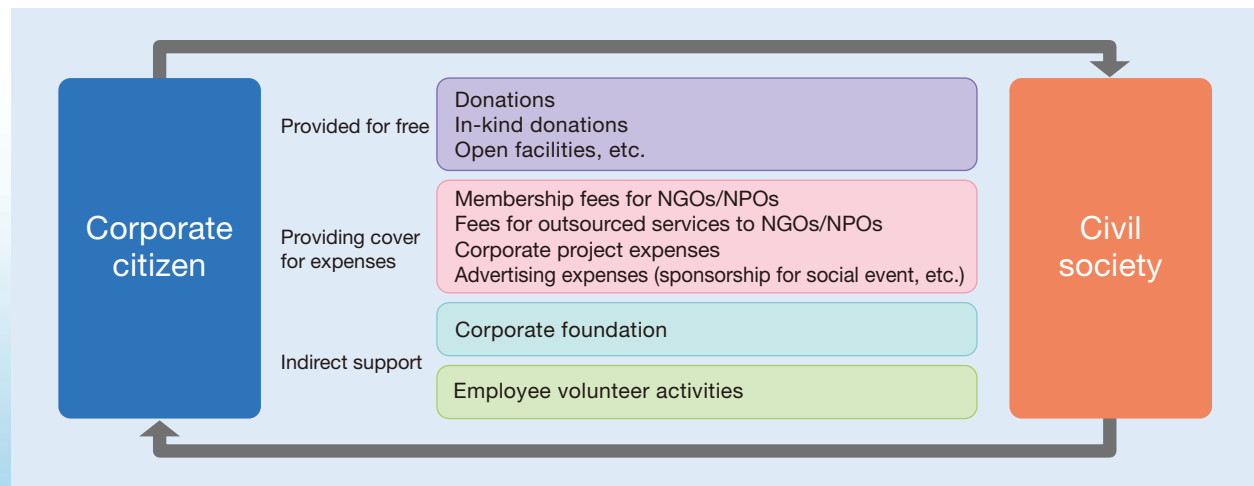 Corporate
citizen
Provided for free
Donations
In-kind donations
Open facilities, etc.
Providing cover
for expenses
Membership fees for NGOs/NPOs
Fees for outsourced services to NGOs/NPOs
Corporate project expenses
Advertising expenses (sponsorship for social event, etc.)
Indirect support
Corporate foundation
Employee volunteer activities
Civil
society